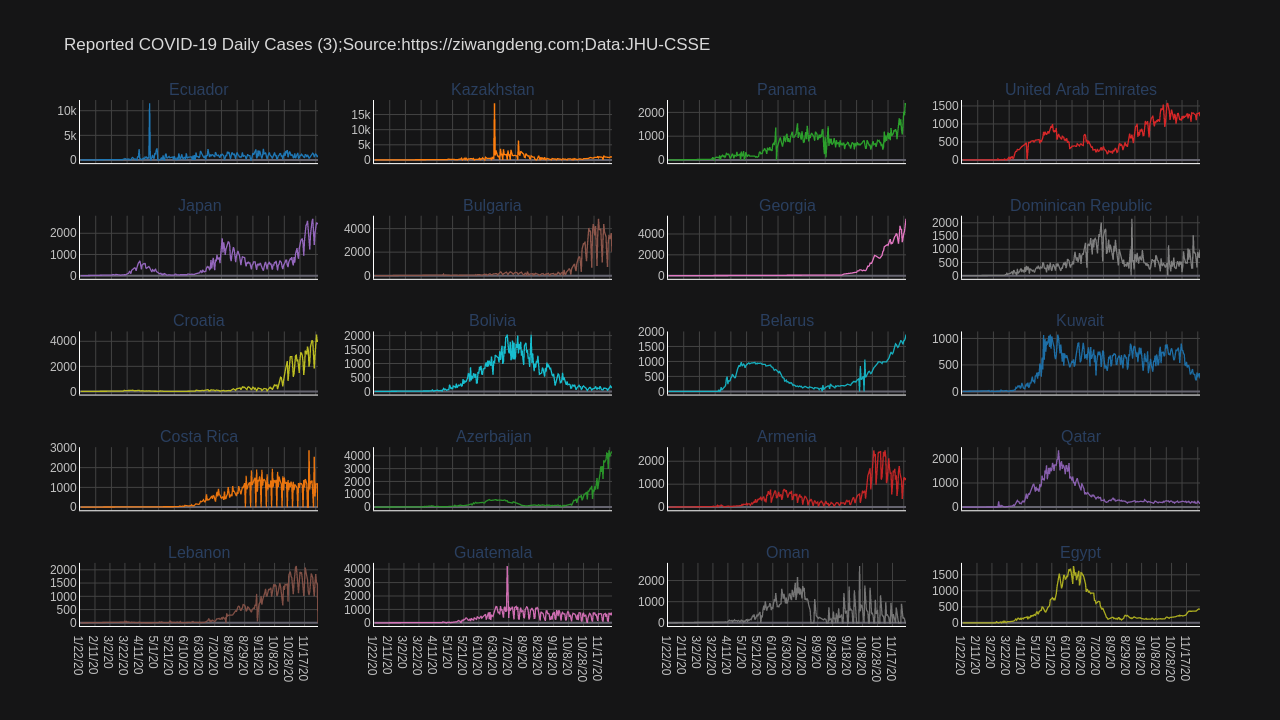 Reported COVID-19 Daily Cases (3);Source:https://ziwangdeng.com;Data:JHU-CSSE
Ecuador
10k
5k
0
Kazakhstan
15k
10k
5k
0
Panama
2000
1000
0
United Arab Emirates
1500
1000
500
0
Japan
2000
1000
0
Bulgaria
4000
2000
0
Georgia
4000
2000
0
Dominican Republic
2000
1500
1000
500
0
Croatia
4000
2000
0
Bolivia
2000
1500
1000
500
0
Belarus
2000
1500
1000
500
0
Kuwait
1000
500
0
Costa Rica
3000
2000
1000
0
Azerbaijan
4000
3000
2000
1000
0
Armenia
2000
1000
0
Qatar
2000
1000
0
Lebanon
2000
1500
1000
500
0
1/22/20 2/11/20 3/2/20 3/22/20 4/11/20 5/1/20 5/21/20 6/10/20 6/30/20 7/20/20 8/9/20 8/29/20 9/18/20 10/8/20 10/28/20 11/17/20
Guatemala
4000
3000
2000
1000
0
1/22/20 2/11/20 3/2/20 3/22/20 4/11/20 5/1/20 5/21/20 6/10/20 6/30/20 7/20/20 8/9/20 8/29/20 9/18/20 10/8/20 10/28/20 11/17/20
Oman
2000
1000
0
1/22/20 2/11/20 3/2/20 3/22/20 4/11/20 5/1/20 5/21/20 6/10/20 6/30/20 7/20/20 8/9/20 8/29/20 9/18/20 10/8/20 10/28/20 11/17/20
Egypt
1500
1000
500
0
1/22/20 2/11/20 3/2/20 3/22/20 4/11/20 5/1/20 5/21/20 6/10/20 6/30/20 7/20/20 8/9/20 8/29/20 9/18/20 10/8/20 10/28/20 11/17/20